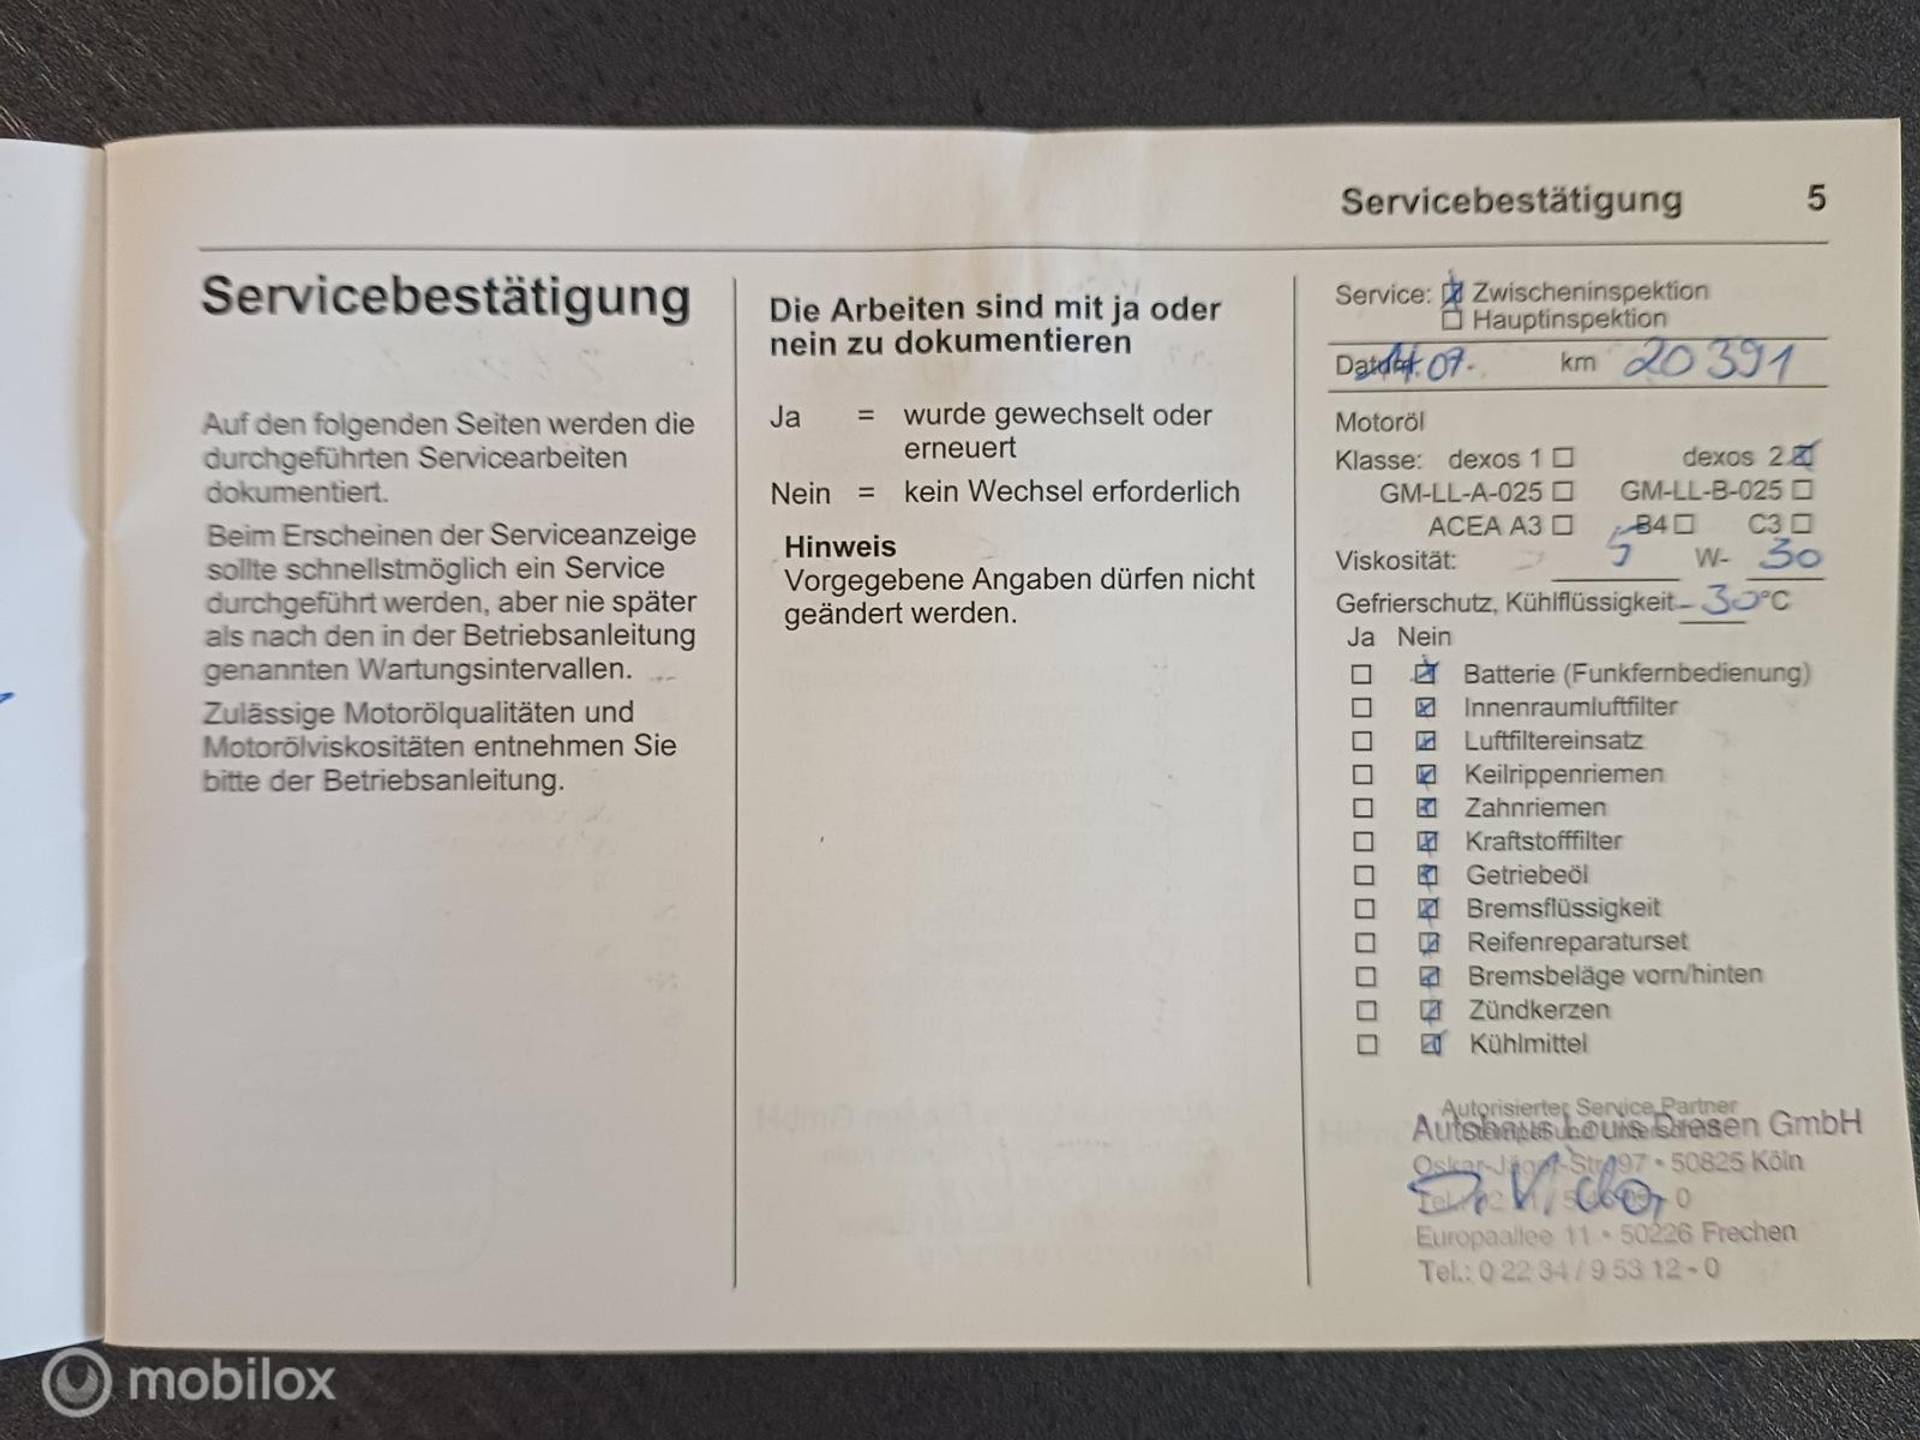 Servicebestätigung 5
Servicebestätigung
Auf den folgenden Seiten werden die
durchgeführten Servicearbeiten
dokumentiert.
Beim Erscheinen der Serviceanzeige
sollte schnellstmöglich ein Service
durchgeführt werden, aber nie später
als nach den in der Betriebsanleitung
genannten Wartungsintervallen.
Zulässige Motorölqualitäten und
Motorölviskositäten entnehmen Sie
bitte der Betriebsanleitung.
Die Arbeiten sind mit ja oder
nein zu dokumentieren
Ja = wurde gewechselt oder
erneuert
Nein = kein Wechsel erforderlich
Hinweis
Vorgegebene Angaben dürfen nicht
geändert werden.
Service: ☒ Zwischeninspektion
☐ Hauptinspektion
Datum: 07. km 20391
Motoröl
Klasse: dexos 1 ☐ dexos 2 ☒
GM-LL-A-025 ☐ GM-LL-B-025 ☐
ACEA A3 ☐ B4 ☐ C3 ☐
Viskosität: 5 W- 30
Gefrierschutz, Kühlflüssigkeit -30 °C
Ja Nein
☐ ☒ Batterie (Funkfernbedienung)
☐ ☒ Innenraumluftfilter
☐ ☒ Luftfiltereinsatz
☐ ☒ Keilrippenriemen
☐ ☒ Zahnriemen
☐ ☒ Kraftstofffilter
☐ ☒ Getriebeöl
☐ ☒ Bremsflüssigkeit
☐ ☒ Reifenreparaturset
☐ ☒ Bremsbeläge vorn/hinten
☐ ☒ Zündkerzen
☐ ☒ Kühlmittel
Autorisierter Service Partner
Autohaus Louis Dresen GmbH
Oskar-Jäger-Str. 97 • 50825 Köln
Europaallee 11 • 50226 Frechen
Tel.: 0 22 34 / 9 53 12 - 0
mobilox